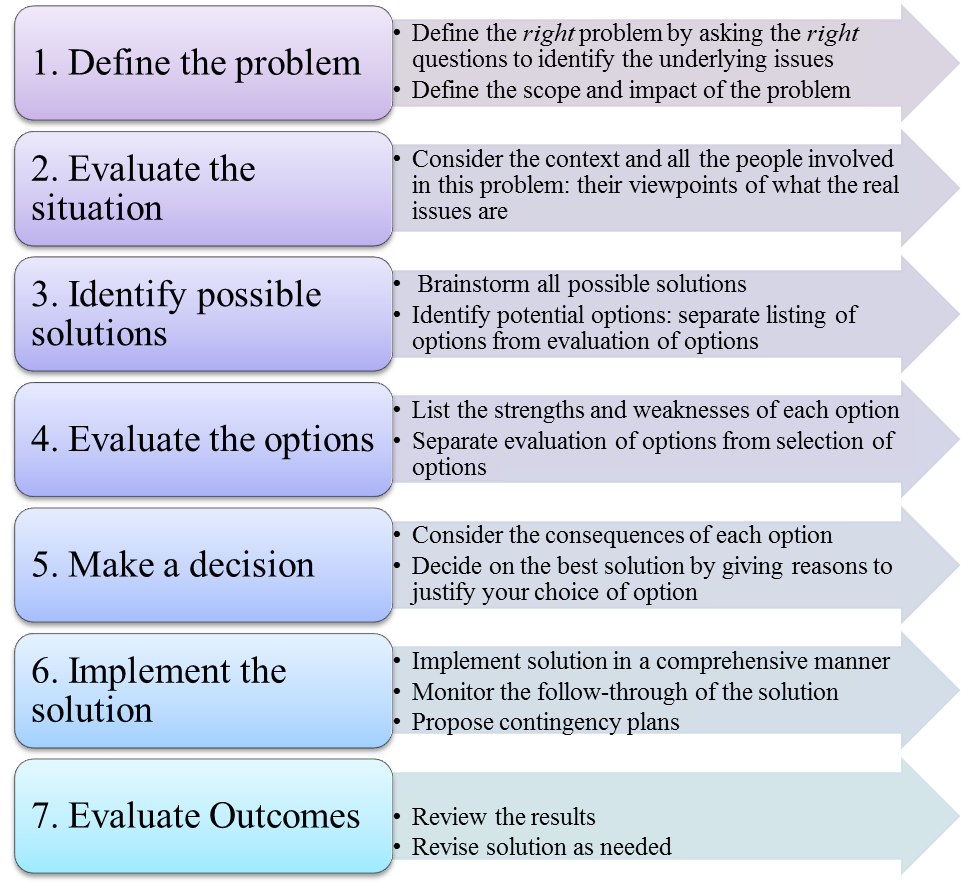 1. Define the problem
• Define the right problem by asking the right
questions to identify the underlying issues
• Define the scope and impact of the problem
2. Evaluate the
situation
• Consider the context and all the people involved
in this problem: their viewpoints of what the real
issues are
3. Identify possible
solutions
• Brainstorm all possible solutions
• Identify potential options: separate listing of
options from evaluation of options
4. Evaluate the options
• List the strengths and weaknesses of each option
• Separate evaluation of options from selection of
options
5. Make a decision
• Consider the consequences of each option
• Decide on the best solution by giving reasons to
justify your choice of option
6. Implement the
solution
• Implement solution in a comprehensive manner
• Monitor the follow-through of the solution
• Propose contingency plans
7. Evaluate Outcomes
• Review the results
• Revise solution as needed